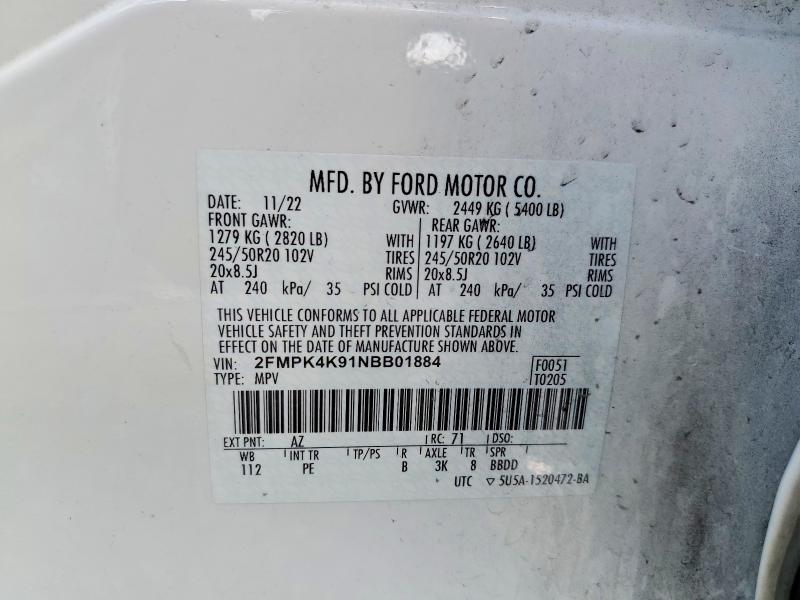 MFD. BY FORD MOTOR CO.
DATE: 11/22 GVWR: 2449 KG ( 5400 LB)
FRONT GAWR: REAR GAWR:
1279 KG ( 2820 LB) WITH 1197 KG ( 2640 LB) WITH
245/50R20 102V TIRES 245/50R20 102V TIRES
20x8.5J RIMS 20x8.5J RIMS
AT 240 kPa/ 35 PSI COLD AT 240 kPa/ 35 PSI COLD
THIS VEHICLE CONFORMS TO ALL APPLICABLE FEDERAL MOTOR
VEHICLE SAFETY AND THEFT PREVENTION STANDARDS IN
EFFECT ON THE DATE OF MANUFACTURE SHOWN ABOVE.
VIN: 2FMPK4K91NBB01884 F0051
TYPE: MPV T0205
EXT PNT: AZ RC: 71 DSO:
WB INT TR TP/PS R AXLE TR SPR
112 PE B 3K 8 BBDD
UTC ▽ 5U5A-1520472-BA